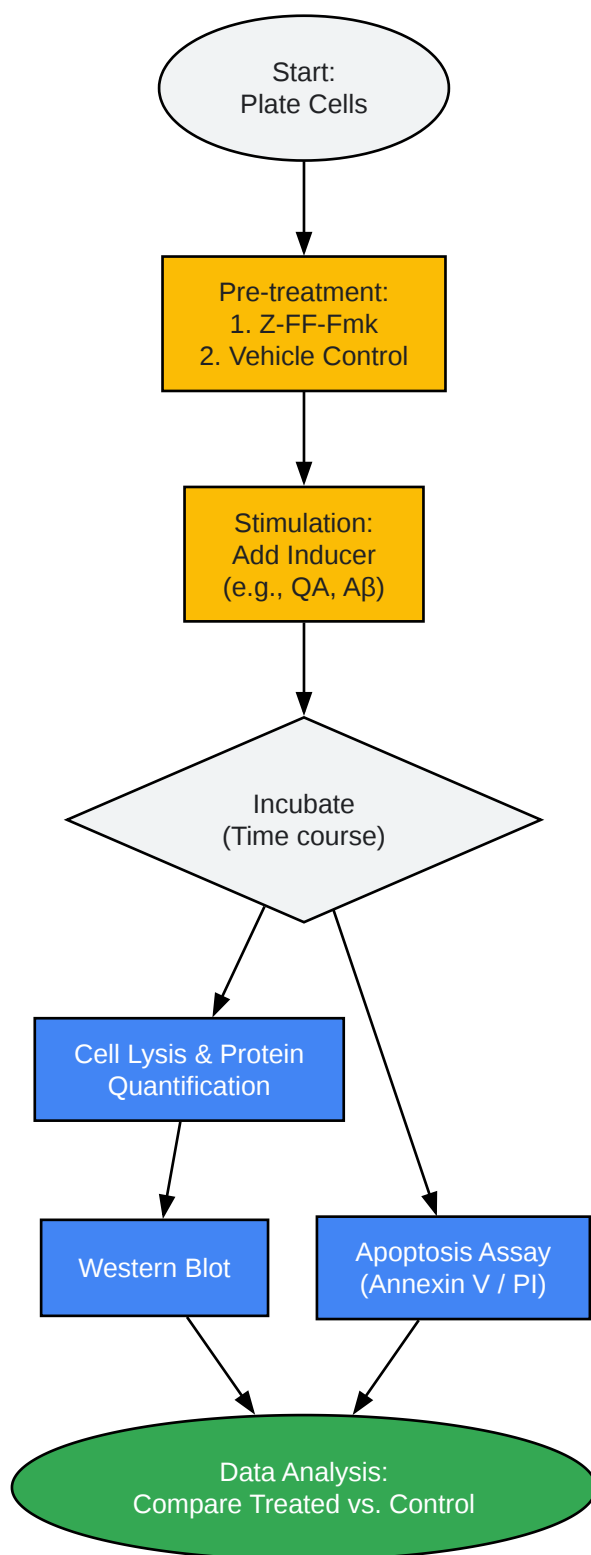 Start:
Plate Cells
Pre-treatment:
1. Z-FF-Fmk
2. Vehicle Control
Stimulation:
Add Inducer
(e.g., QA, Aβ)
Incubate
(Time course)
Cell Lysis & Protein
Quantification
Western Blot
Apoptosis Assay
(Annexin V / PI)
Data Analysis:
Compare Treated vs. Control